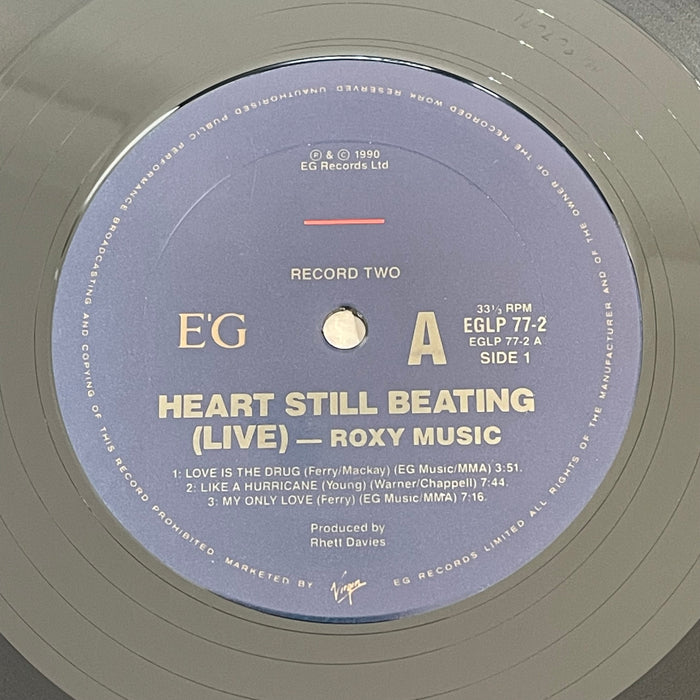 ℗ & © 1990
EG Records Ltd
RECORD TWO
E'G
A
33⅓ RPM
EGLP 77-2
EGLP 77-2 A
SIDE 1
HEART STILL BEATING
(LIVE) — ROXY MUSIC
1: LOVE IS THE DRUG (Ferry/Mackay) (EG Music/MMA) 3:51.
2: LIKE A HURRICANE (Young) (Warner/Chappell) 7:44.
3: MY ONLY LOVE (Ferry) (EG Music/MMA) 7:16.
Produced by
Rhett Davies
MARKETED BY Virgin EG RECORDS LIMITED ALL RIGHTS OF THE MANUFACTURER AND OF THE OWNER OF THE RECORDED WORK RESERVED UNAUTHORISED PUBLIC PERFORMANCE BROADCASTING AND COPYING OF THIS RECORD PROHIBITED.